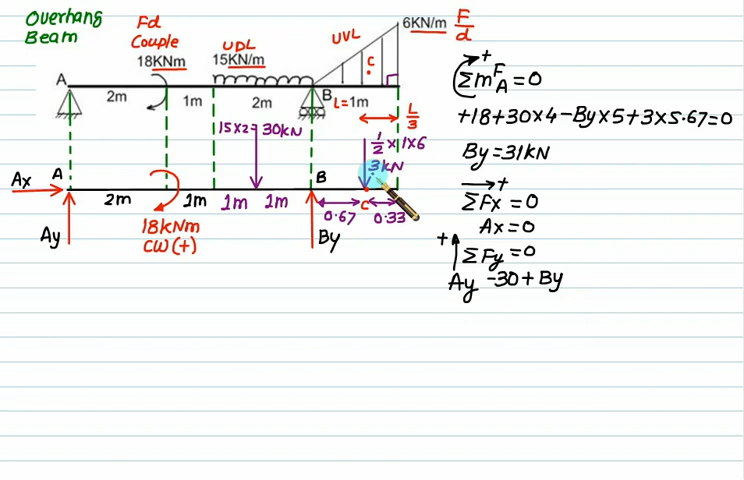 Overhang
Beam
Fd
Couple
18KNm
UDL
15KN/m
UVL
6KN/m F/d
A
2m
1m
2m
B
L=1m
C
L/3
15×2=30kN
1/2×1×6
3kN
Ax
A
2m
1m
1m
1m
B
0.67
C
0.33
18kNm
CW(+)
Ay
By
+
ΣmFA=0
+18+30×4-By×5+3×5.67=0
By=31kN
+
ΣFx=0
Ax=0
+
ΣFy=0
Ay-30+By